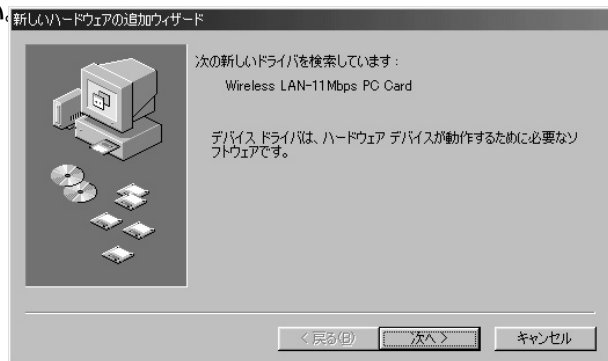 新しいハードウェアの追加ウィザード
次の新しいドライバを検索しています：
Wireless LAN-11Mbps PC Card
デバイス ドライバは、ハードウェア デバイスが動作するために必要なソ
フトウェアです。
< 戻る(B)
次へ >
キャンセル